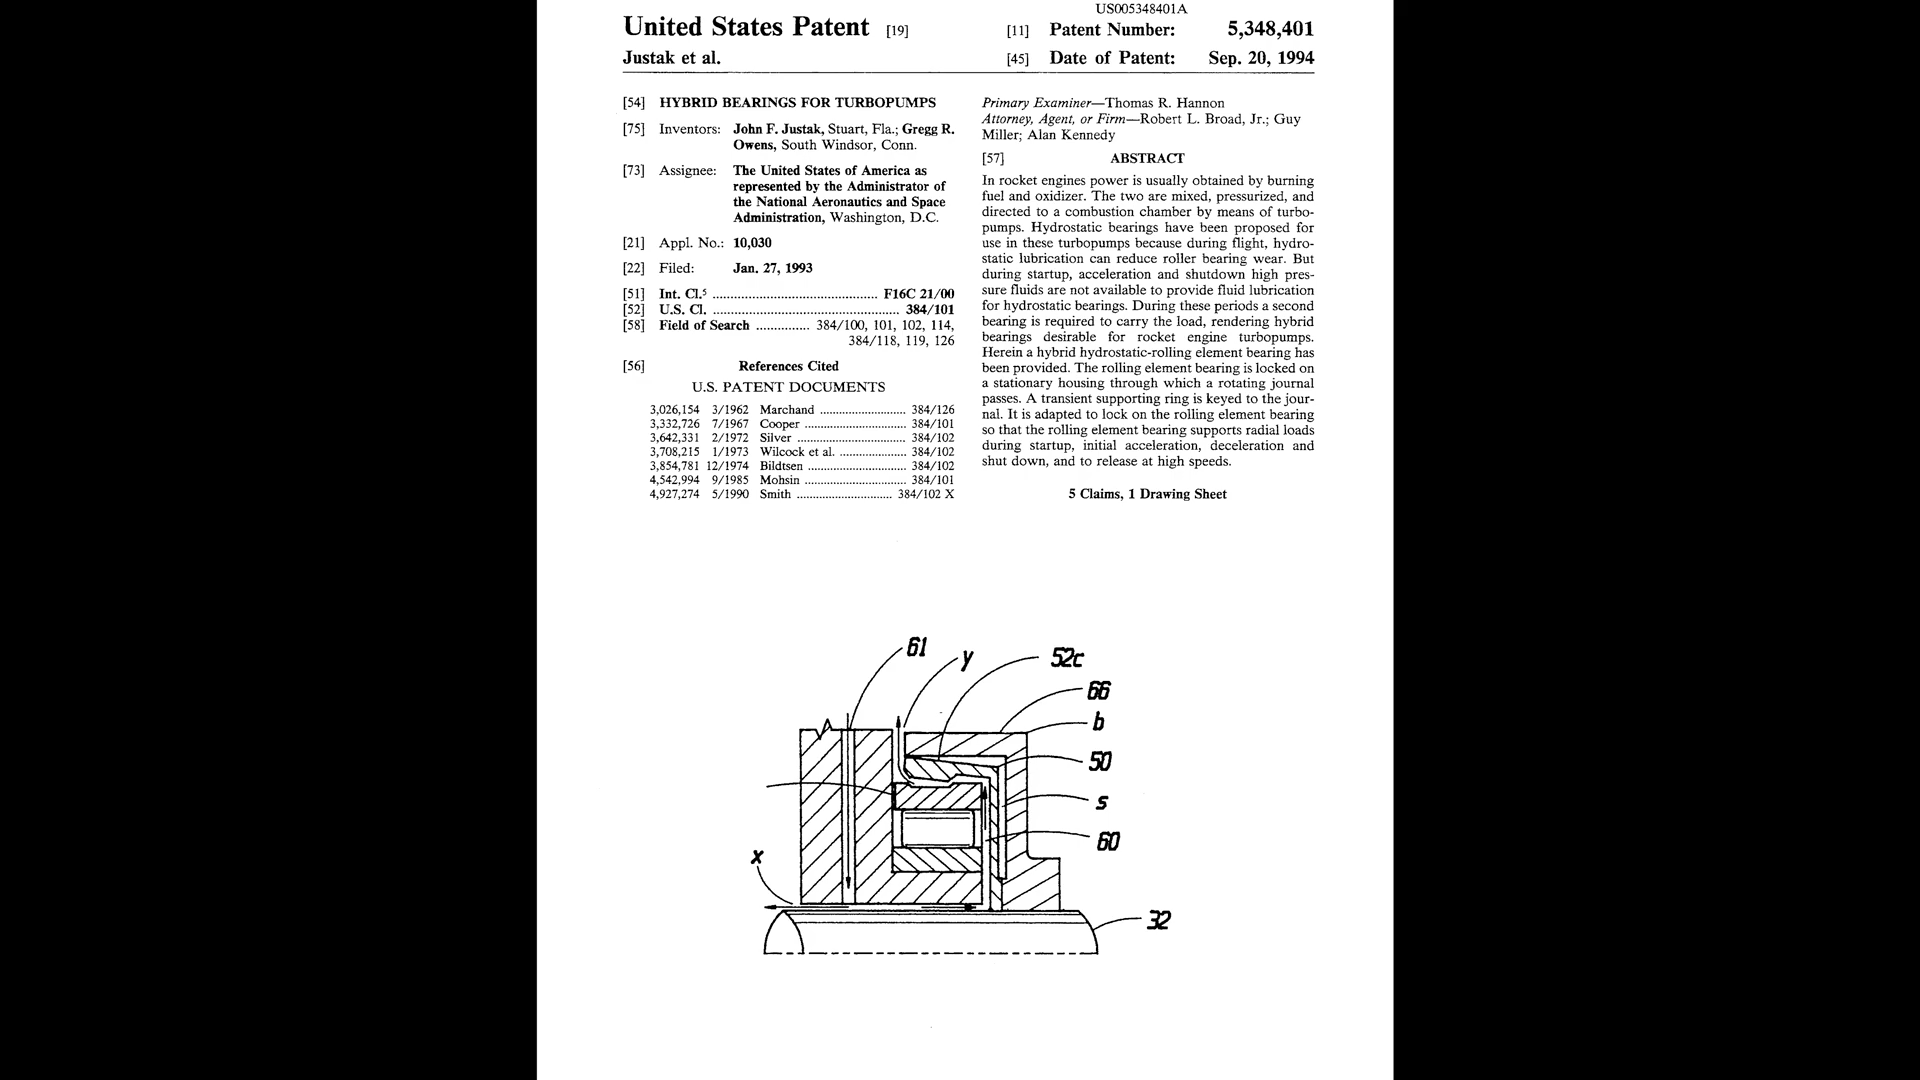 US005348401A
United States Patent [19]
[11] Patent Number: 5,348,401
Justak et al.
[45] Date of Patent: Sep. 20, 1994
[54] HYBRID BEARINGS FOR TURBOPUMPS
[75] Inventors: John F. Justak, Stuart, Fla.; Gregg R.
Owens, South Windsor, Conn.
[73] Assignee: The United States of America as
represented by the Administrator of
the National Aeronautics and Space
Administration, Washington, D.C.
[21] Appl. No.: 10,030
[22] Filed: Jan. 27, 1993
[51] Int. Cl.5 ............................................ F16C 21/00
[52] U.S. Cl. .................................................. 384/101
[58] Field of Search .............. 384/100, 101, 102, 114,
384/118, 119, 126
[56] References Cited
U.S. PATENT DOCUMENTS
3,026,154 3/1962 Marchand .......................... 384/126
3,332,726 7/1967 Cooper ................................ 384/101
3,642,331 2/1972 Silver .................................. 384/102
3,708,215 1/1973 Wilcock et al. .................... 384/102
3,854,781 12/1974 Bildtsen .............................. 384/102
4,542,994 9/1985 Mohsin ................................ 384/101
4,927,274 5/1990 Smith ............................. 384/102 X
Primary Examiner—Thomas R. Hannon
Attorney, Agent, or Firm—Robert L. Broad, Jr.; Guy
Miller; Alan Kennedy
[57] ABSTRACT
In rocket engines power is usually obtained by burning
fuel and oxidizer. The two are mixed, pressurized, and
directed to a combustion chamber by means of turbo-
pumps. Hydrostatic bearings have been proposed for
use in these turbopumps because during flight, hydro-
static lubrication can reduce roller bearing wear. But
during startup, acceleration and shutdown high pres-
sure fluids are not available to provide fluid lubrication
for hydrostatic bearings. During these periods a second
bearing is required to carry the load, rendering hybrid
bearings desirable for rocket engine turbopumps.
Herein a hybrid hydrostatic-rolling element bearing has
been provided. The rolling element bearing is locked on
a stationary housing through which a rotating journal
passes. A transient supporting ring is keyed to the jour-
nal. It is adapted to lock on the rolling element bearing
so that the rolling element bearing supports radial loads
during startup, initial acceleration, deceleration and
shut down, and to release at high speeds.
5 Claims, 1 Drawing Sheet
61
y
52c
66
b
50
s
60
x
32